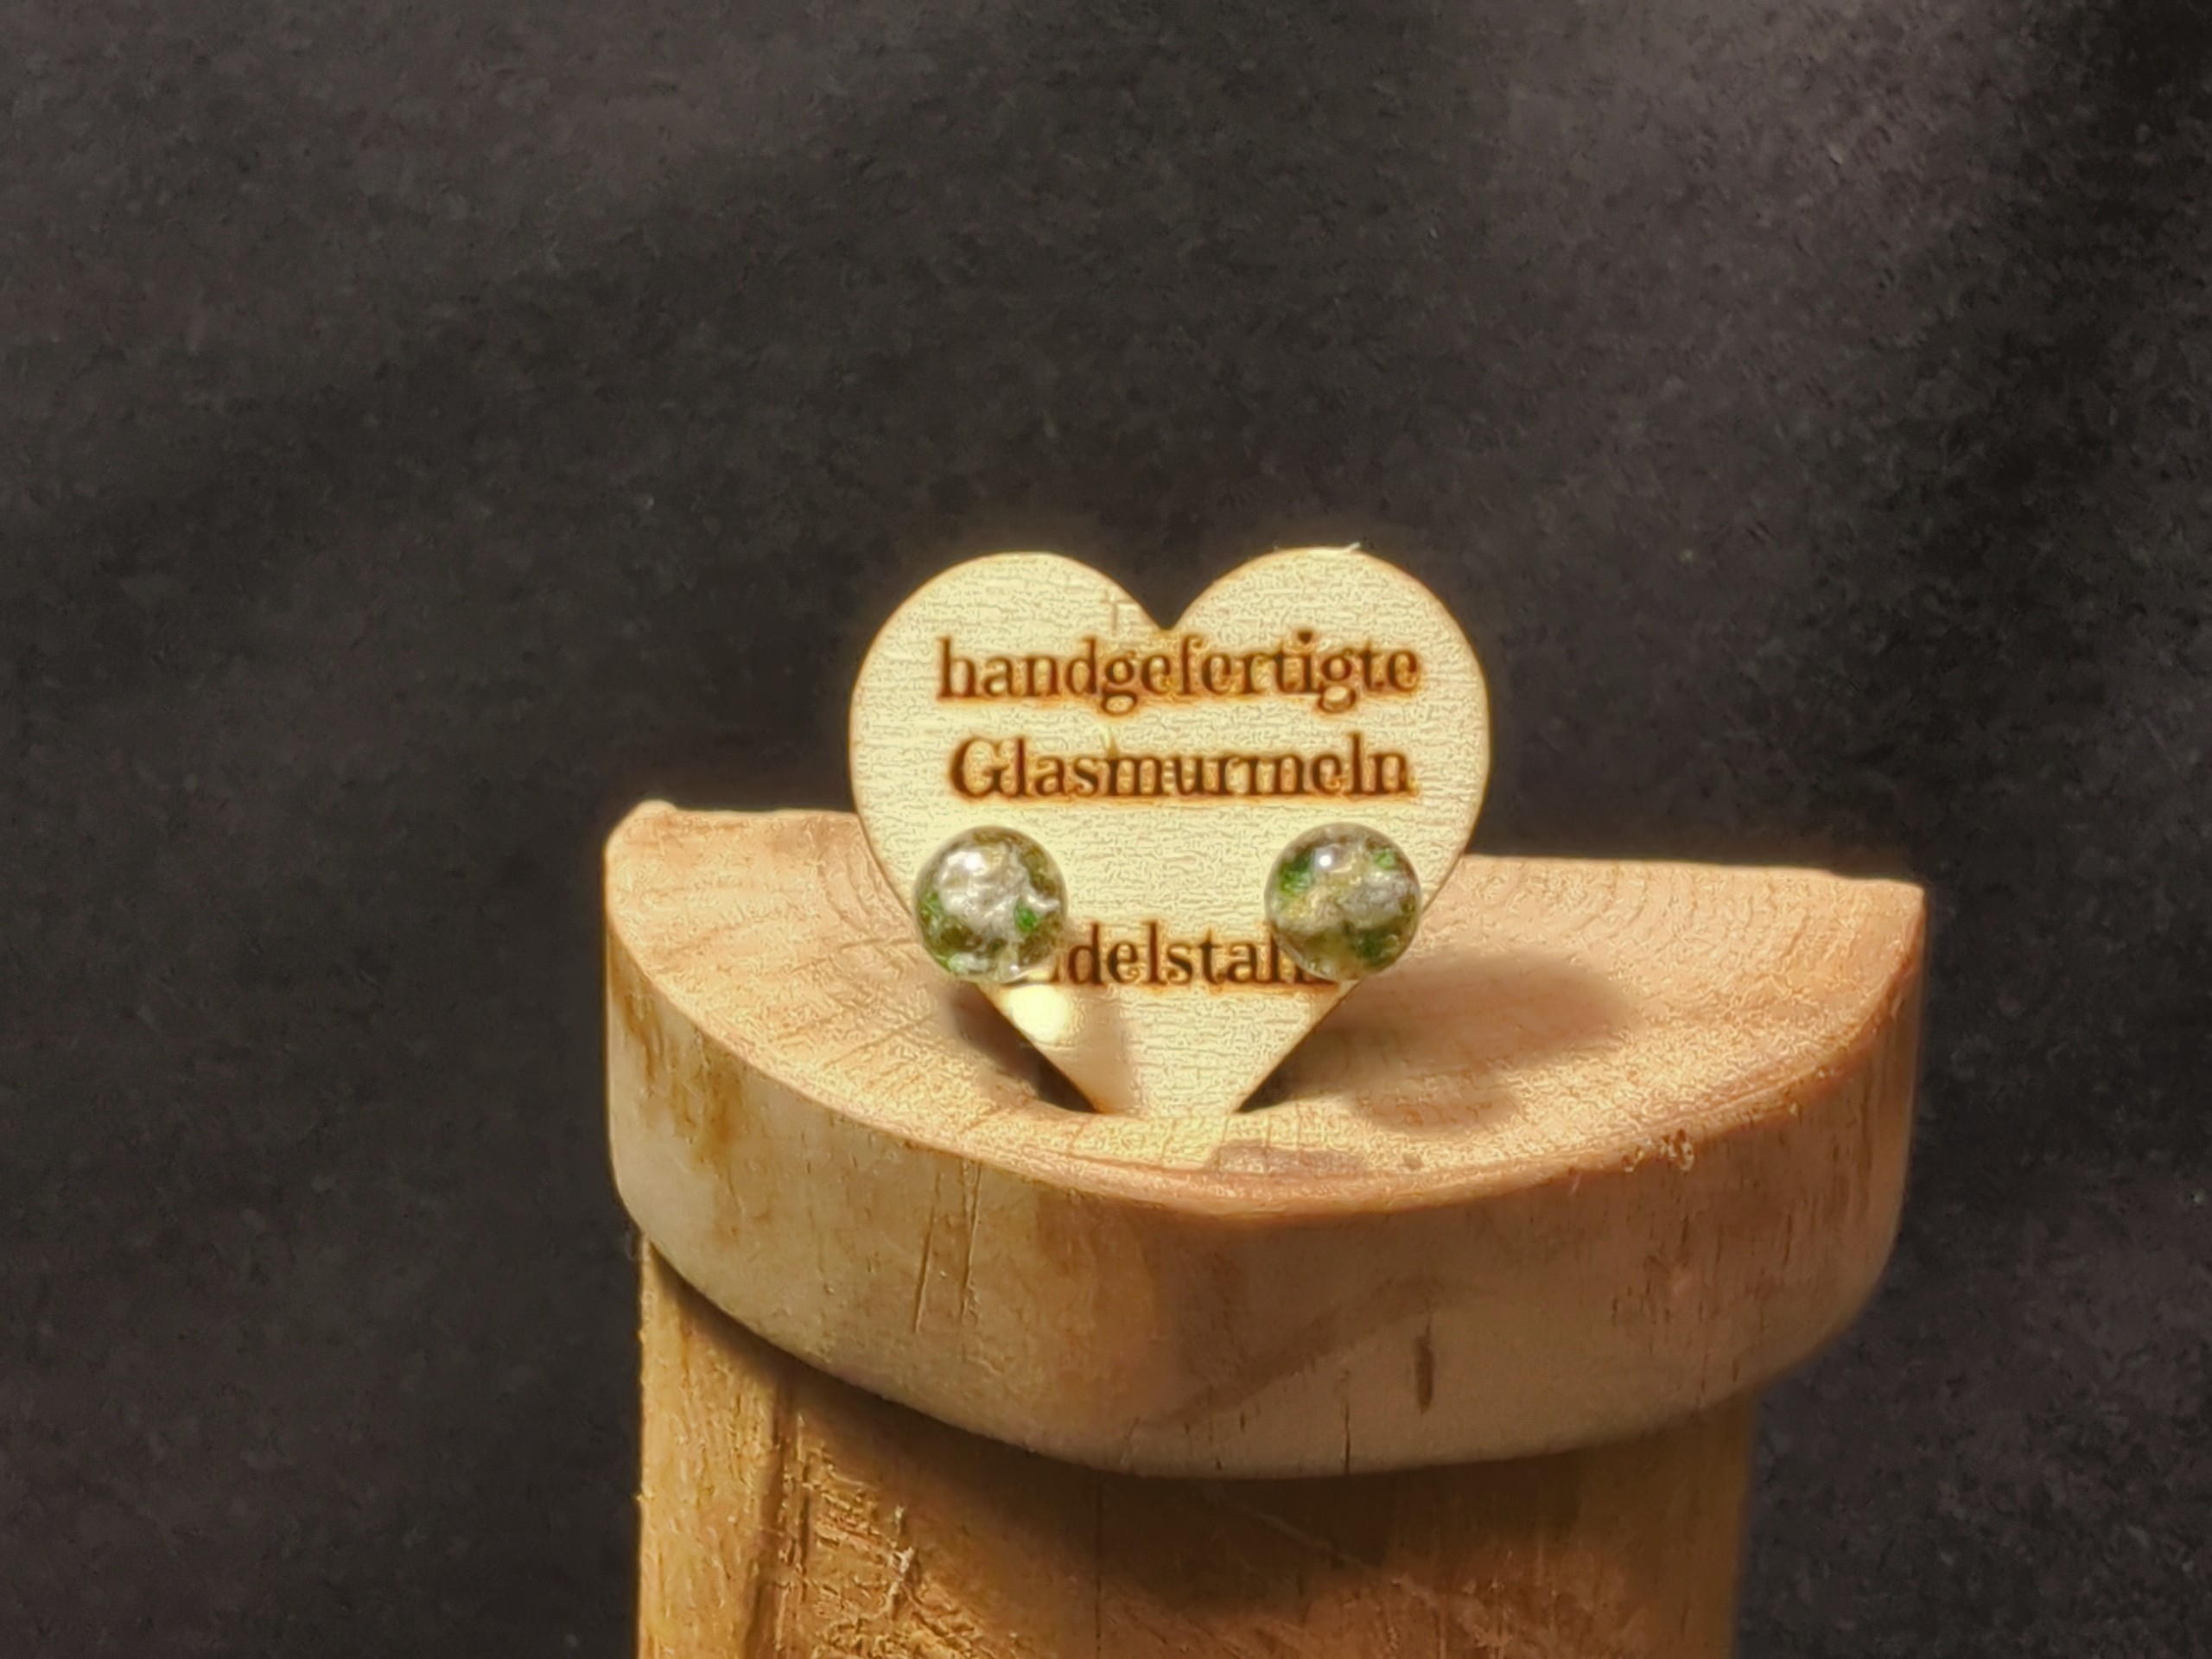 handgefertigte
Glasmurmeln
delstahl